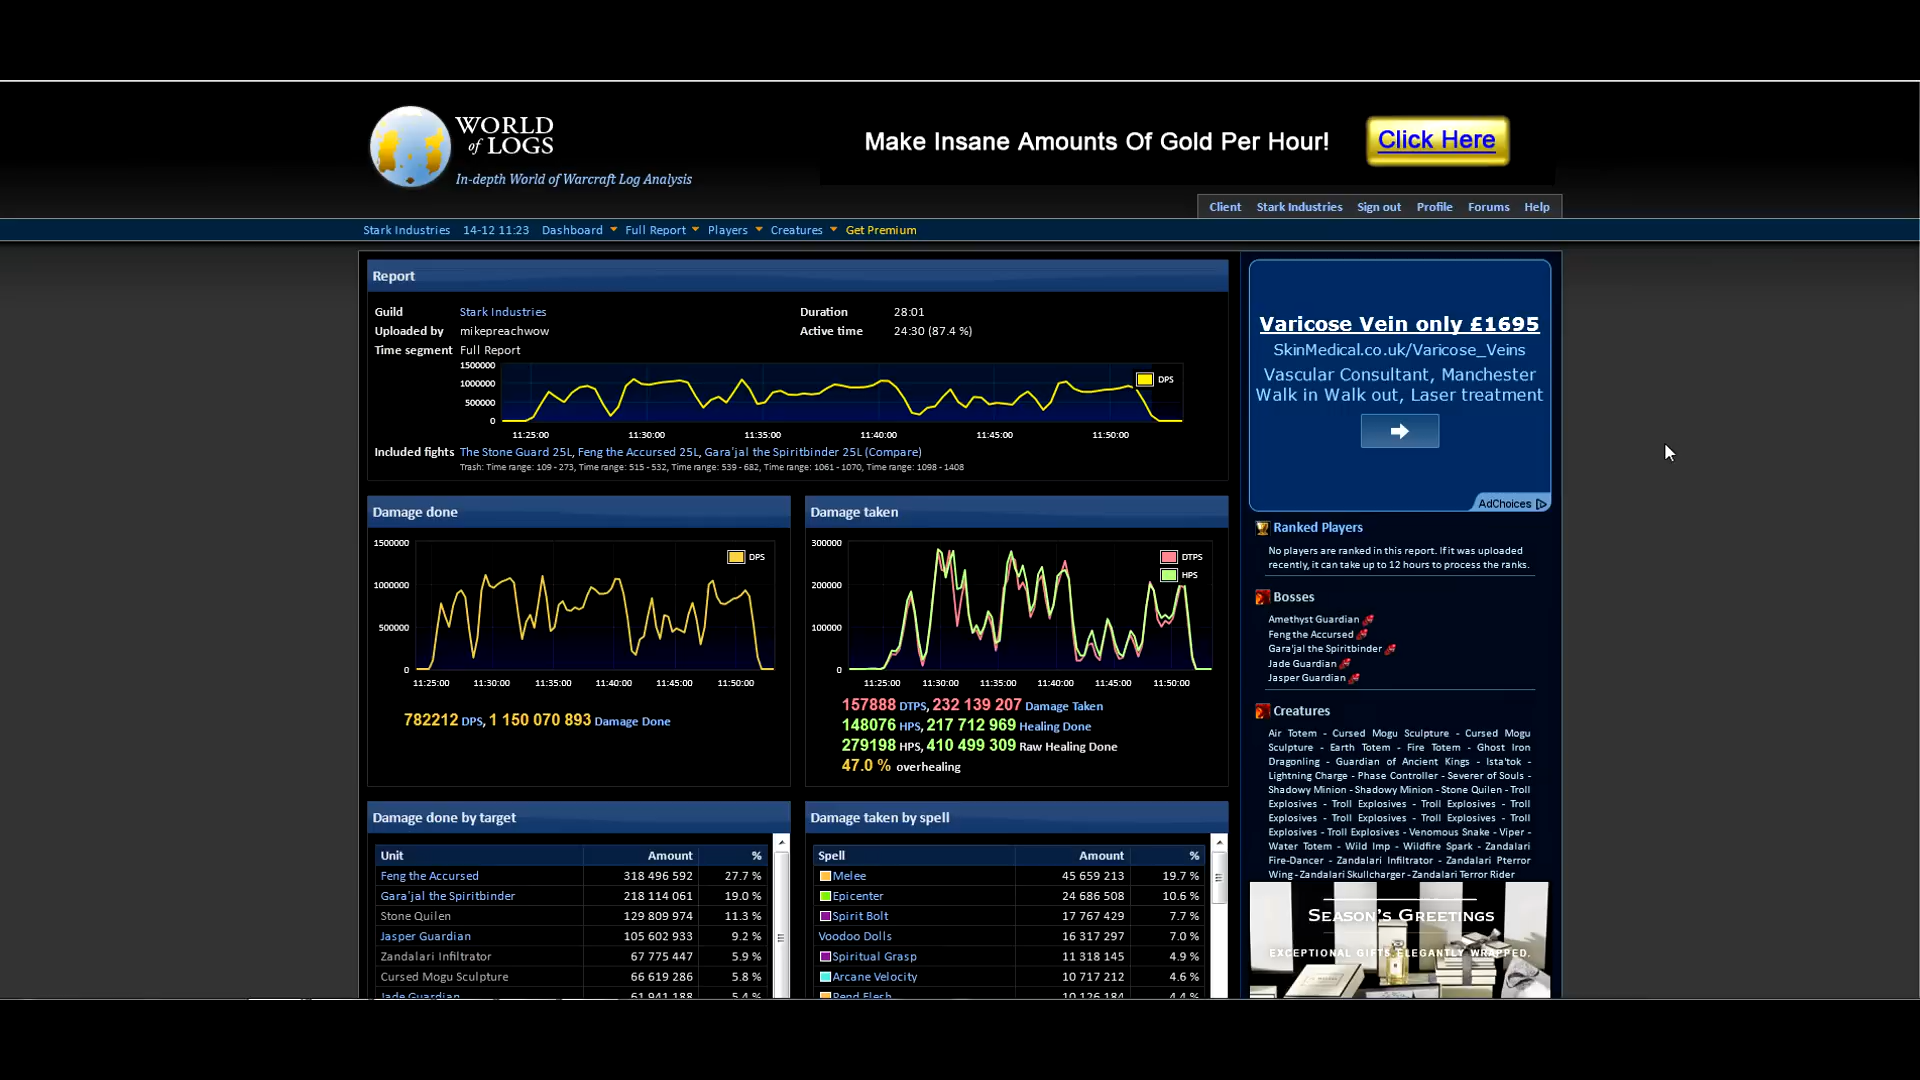 WORLD
of LOGS
In-depth World of Warcraft Log Analysis
Make Insane Amounts Of Gold Per Hour!
Click Here
Client Stark Industries Sign out Profile Forums Help
Stark Industries 14-12 11:23 Dashboard Full Report Players Creatures Get Premium
Report
Guild Stark Industries Duration 28:01
Uploaded by mikepreachwow Active time 24:30 (87.4 %)
Time segment Full Report
1500000
1000000
500000
0
DPS
11:25:00 11:30:00 11:35:00 11:40:00 11:45:00 11:50:00
Included fights The Stone Guard 25L, Feng the Accursed 25L, Gara'jal the Spiritbinder 25L (Compare)
Trash: Time range: 109 - 273, Time range: 515 - 532, Time range: 539 - 682, Time range: 1061 - 1070, Time range: 1098 - 1408
Damage done
1500000
1000000
500000
0
DPS
11:25:00 11:30:00 11:35:00 11:40:00 11:45:00 11:50:00
782212 DPS, 1 150 070 893 Damage Done
Damage taken
300000
200000
100000
0
DTPS
HPS
11:25:00 11:30:00 11:35:00 11:40:00 11:45:00 11:50:00
157888 DTPS, 232 139 207 Damage Taken
148076 HPS, 217 712 969 Healing Done
279198 HPS, 410 499 309 Raw Healing Done
47.0 % overhealing
Damage done by target
Unit Amount %
Feng the Accursed 318 496 592 27.7 %
Gara'jal the Spiritbinder 218 114 061 19.0 %
Stone Quilen 129 809 974 11.3 %
Jasper Guardian 105 602 933 9.2 %
Zandalari Infiltrator 67 775 447 5.9 %
Cursed Mogu Sculpture 66 619 286 5.8 %
Jade Guardian 61 941 188 5.4 %
Damage taken by spell
Spell Amount %
Melee 45 659 213 19.7 %
Epicenter 24 686 508 10.6 %
Spirit Bolt 17 767 429 7.7 %
Voodoo Dolls 16 317 297 7.0 %
Spiritual Grasp 11 318 145 4.9 %
Arcane Velocity 10 717 212 4.6 %
Rend Flesh 10 126 184 4.4 %
Varicose Vein only £1695
SkinMedical.co.uk/Varicose_Veins
Vascular Consultant, Manchester
Walk in Walk out, Laser treatment
AdChoices
Ranked Players
No players are ranked in this report. If it was uploaded
recently, it can take up to 12 hours to process the ranks.
Bosses
Amethyst Guardian
Feng the Accursed
Gara'jal the Spiritbinder
Jade Guardian
Jasper Guardian
Creatures
Air Totem - Cursed Mogu Sculpture - Cursed Mogu
Sculpture - Earth Totem - Fire Totem - Ghost Iron
Dragonling - Guardian of Ancient Kings - Ista'tok -
Lightning Charge - Phase Controller - Severer of Souls -
Shadowy Minion - Shadowy Minion - Stone Quilen - Troll
Explosives - Troll Explosives - Troll Explosives - Troll
Explosives - Troll Explosives - Troll Explosives - Troll
Explosives - Troll Explosives - Venomous Snake - Viper -
Water Totem - Wild Imp - Wildfire Spark - Zandalari
Fire-Dancer - Zandalari Infiltrator - Zandalari Pterror
Wing - Zandalari Skullcharger - Zandalari Terror Rider
SEASON'S GREETINGS
EXCEPTIONAL GIFTS ELEGANTLY WRAPPED.